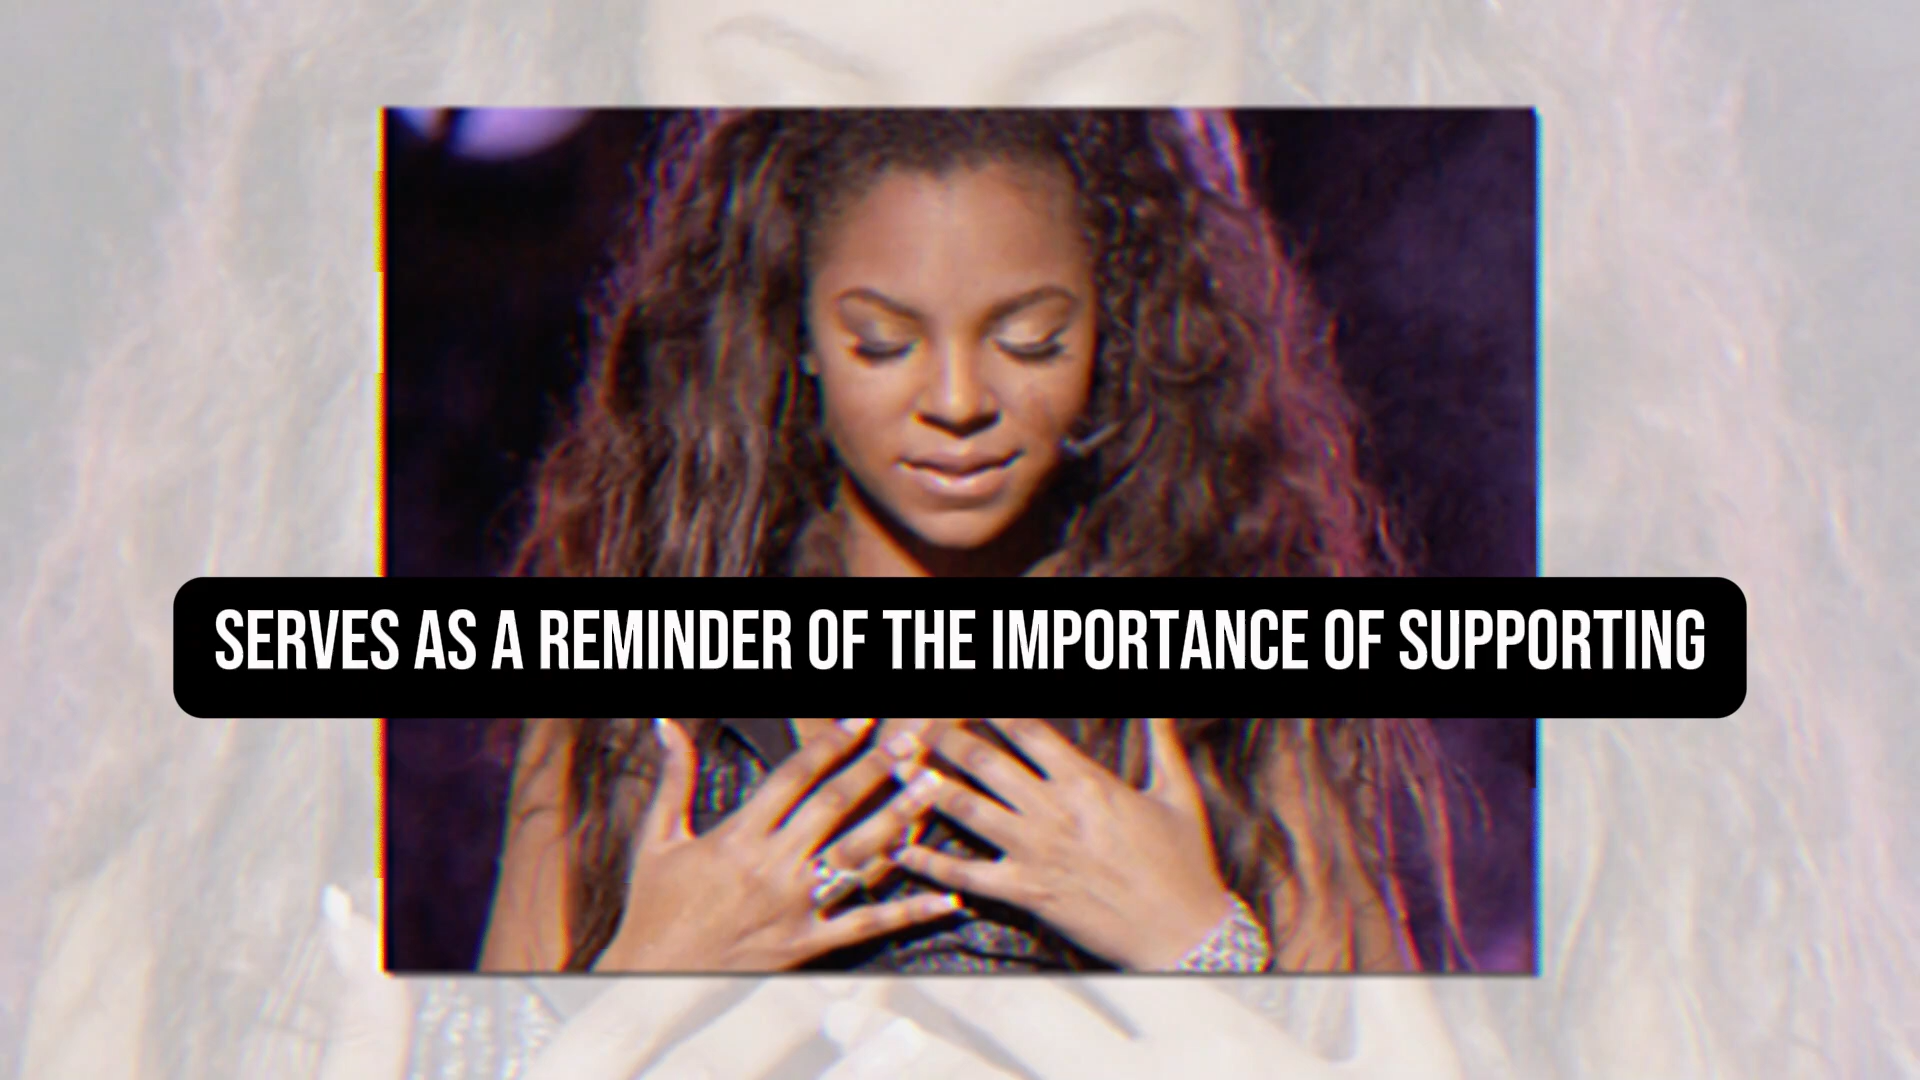 SERVES AS A REMINDER OF THE IMPORTANCE OF SUPPORTING